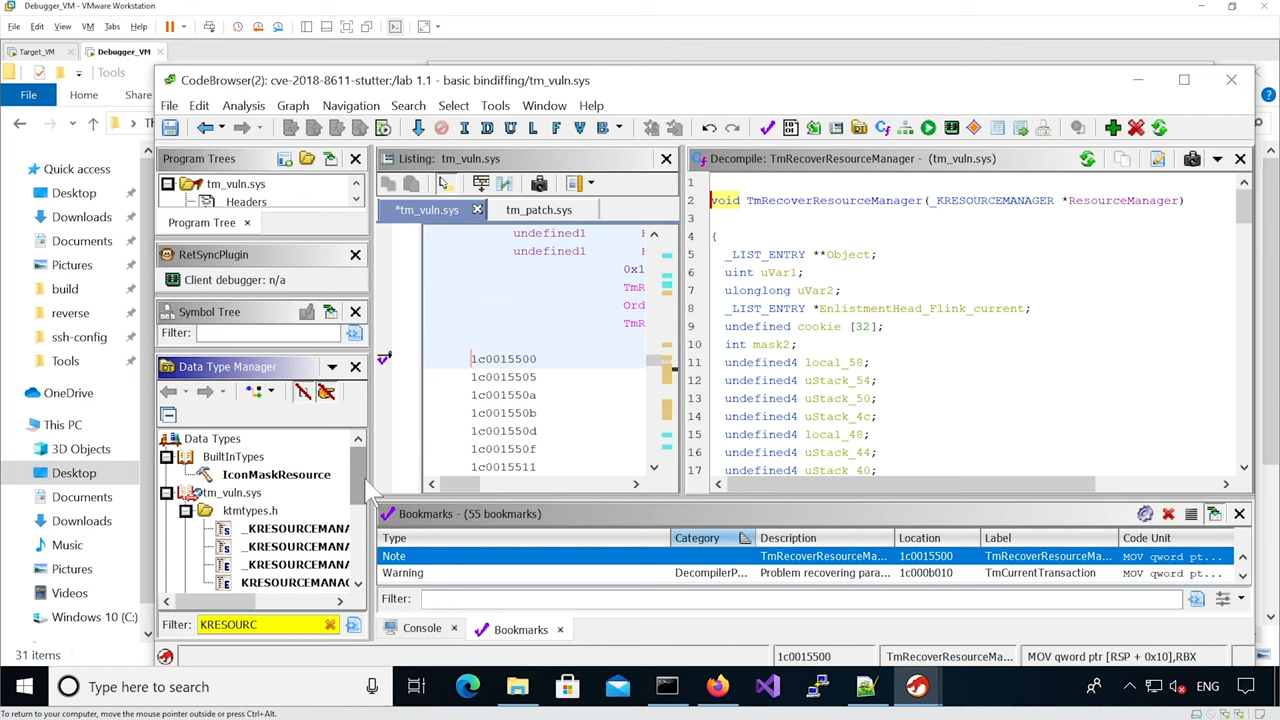 Debugger_VM - VMware Workstation
File Edit View VM Tabs Help
Target_VM Debugger_VM
Tools
CodeBrowser(2): cve-2018-8611-stutter:/lab 1.1 - basic bindiffing/tm_vuln.sys
File Home Share
File Edit Analysis Graph Navigation Search Select Tools Window Help
I D U L F V B
Quick access
Desktop
Downloads
Documents
Pictures
build
reverse
ssh-config
Tools
OneDrive
This PC
3D Objects
Desktop
Documents
Downloads
Music
Pictures
Videos
Windows 10 (C:)
31 items
Program Trees
tm_vuln.sys
Headers
Program Tree
RetSyncPlugin
Client debugger: n/a
Symbol Tree
Filter:
Data Type Manager
Data Types
BuiltInTypes
IconMaskResource
tm_vuln.sys
ktmtypes.h
_KRESOURCEMANA
_KRESOURCEMANA
_KRESOURCEMANA
KRESOURCEMANAG
Filter: KRESOURC
Listing: tm_vuln.sys
*tm_vuln.sys tm_patch.sys
undefined1
undefined1
0x1
TmR
Ord
TmR
1c0015500
1c0015505
1c001550a
1c001550b
1c001550d
1c001550f
1c0015511
Decompile: TmRecoverResourceManager - (tm_vuln.sys)
1
2 void TmRecoverResourceManager(_KRESOURCEMANAGER *ResourceManager)
3
4 {
5 _LIST_ENTRY **Object;
6 uint uVar1;
7 ulonglong uVar2;
8 _LIST_ENTRY *EnlistmentHead_Flink_current;
9 undefined cookie [32];
10 int mask2;
11 undefined4 local_58;
12 undefined4 uStack_54;
13 undefined4 uStack_50;
14 undefined4 uStack_4c;
15 undefined4 local_48;
16 undefined4 uStack_44;
17 undefined4 uStack_40;
Bookmarks - (55 bookmarks)
Type Category Description Location Label Code Unit
Note TmRecoverResourceMa... 1c0015500 TmRecoverResourceMa... MOV qword pt...
Warning DecompilerP... Problem recovering para... 1c000b010 TmCurrentTransaction MOV qword pt...
Filter:
Console Bookmarks
1c0015500 TmRecoverResourceMa... MOV qword ptr [RSP + 0x10],RBX
Type here to search
ENG
To return to your computer, move the mouse pointer outside or press Ctrl+Alt.